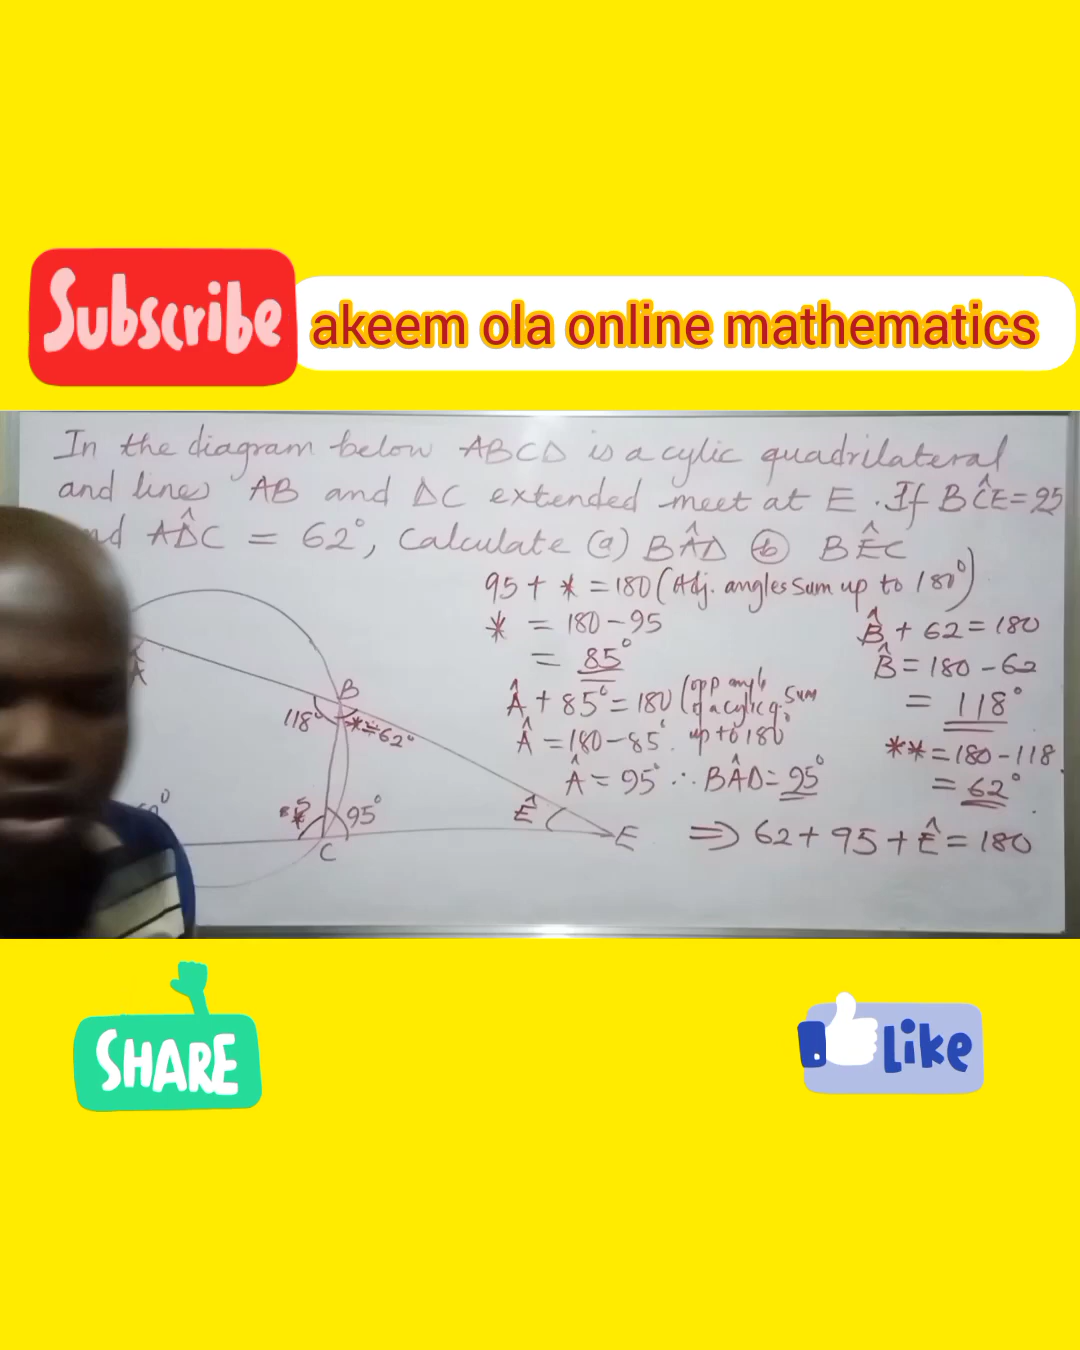 Subscribe
akeem ola online mathematics
In the diagram below ABCD is a cylic quadrilateral
and lines AB and DC extended meet at E. If BĈE=95
nd AD̂C = 62°, Calculate (a) BÂD (b) BÊC
95 + * = 180 (Adj. angles sum up to 180°)
* = 180 - 95
= 85°
Â + 85° = 180 (opp angls
of a cylic q. sum
up to 180°
Â = 180 - 85°.
Â = 95° ∴ BÂD = 95°
B̂ + 62 = 180
B̂ = 180 - 62
= 118°
** = 180 - 118
= 62°
⇒ 62 + 95 + Ê = 180
A
B
118°
**=62°
95°
C
Ê
E
SHARE
Like